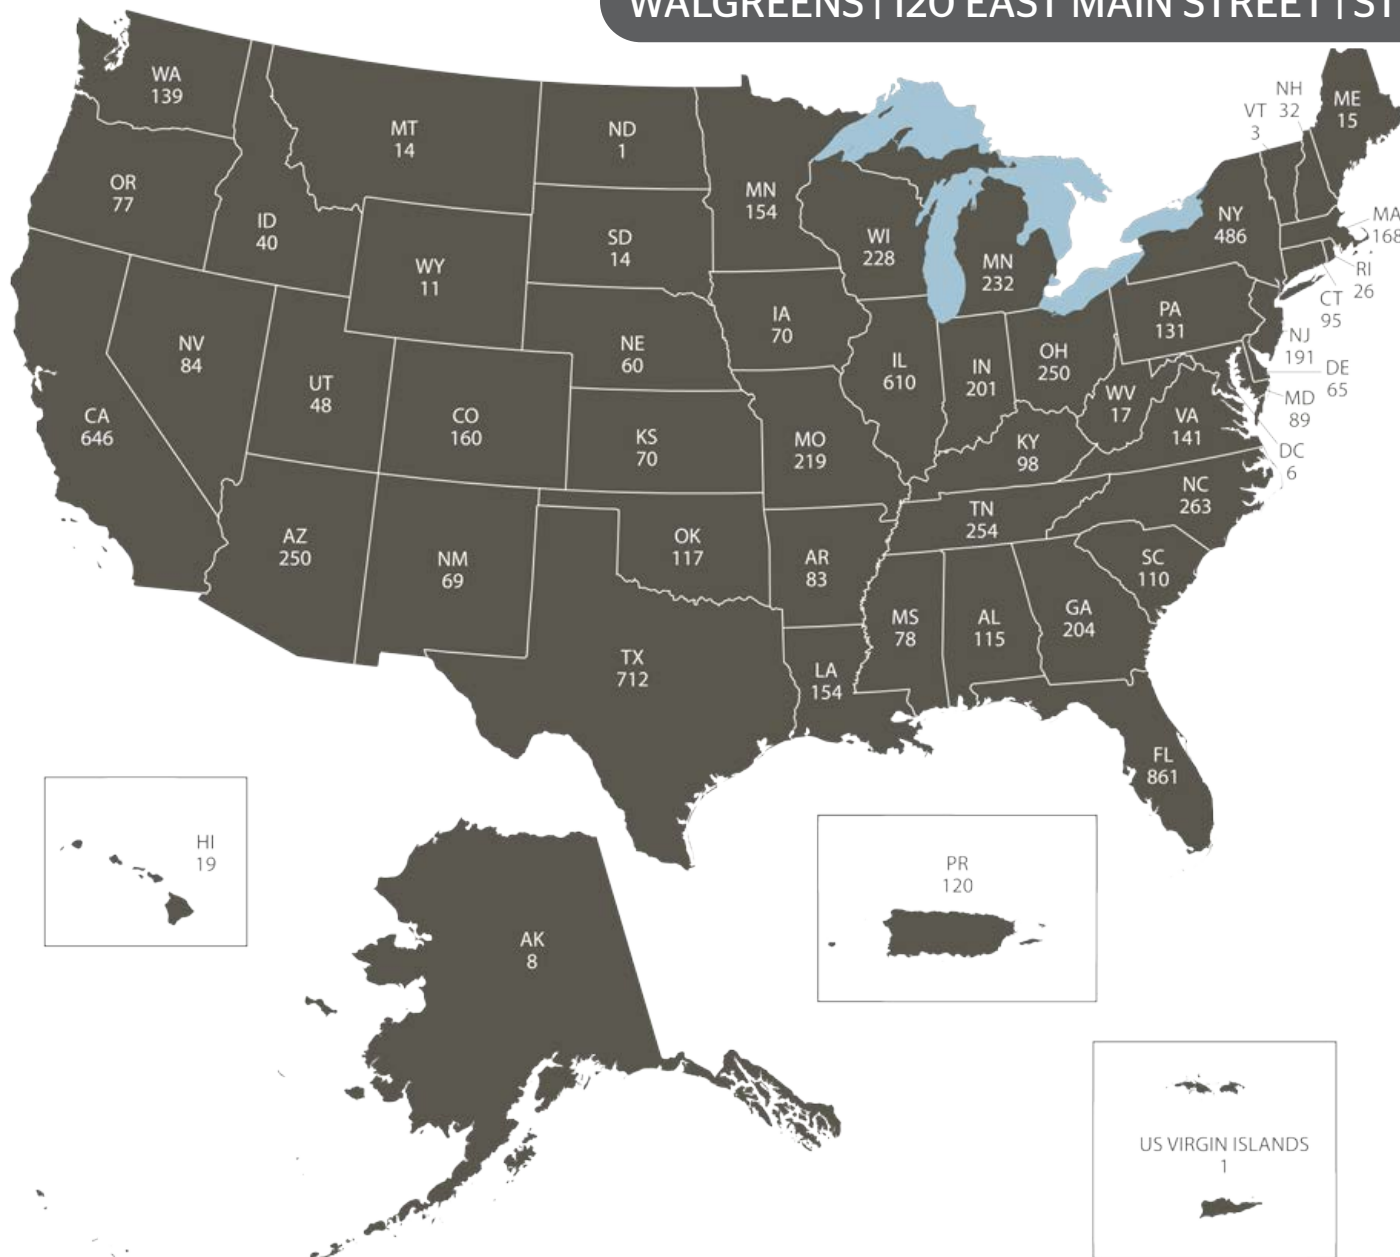 WALGREENS | 120 EAST MAIN STREET | ST
WA
139
MT
14
ND
1
MN
154
OR
77
ID
40
WY
11
SD
14
WI
228
MN
232
NY
486
VT
3
NH
32
ME
15
MA
168
RI
26
CT
95
NJ
191
DE
65
MD
89
DC
6
NV
84
UT
48
CO
160
NE
60
IA
70
IL
610
IN
201
OH
250
PA
131
WV
17
VA
141
CA
646
KS
70
MO
219
KY
98
NC
263
TN
254
SC
110
AZ
250
NM
69
OK
117
AR
83
MS
78
AL
115
GA
204
TX
712
LA
154
FL
861
HI
19
AK
8
PR
120
US VIRGIN ISLANDS
1